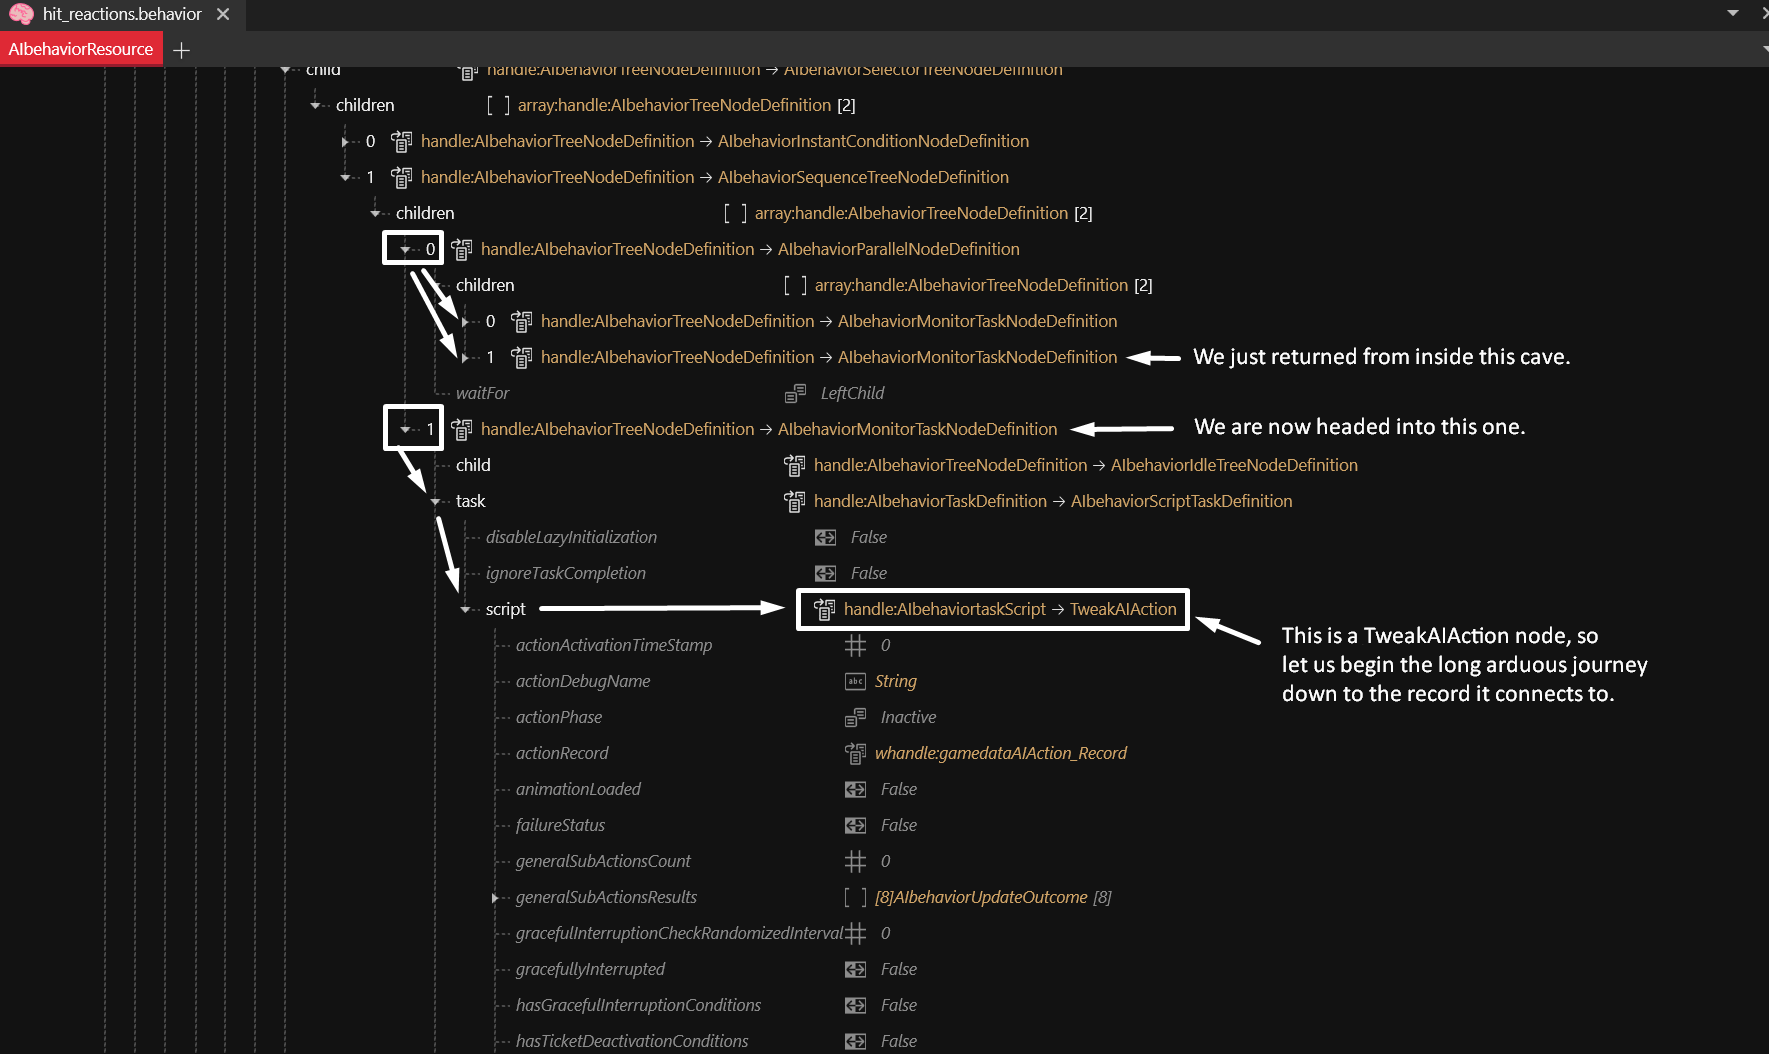 hit_reactions.behavior
AIbehaviorResource
child handle:AIbehaviorTreeNodeDefinition → AIbehaviorSelectorTreeNodeDefinition
children [ ] array:handle:AIbehaviorTreeNodeDefinition [2]
0 handle:AIbehaviorTreeNodeDefinition → AIbehaviorInstantConditionNodeDefinition
1 handle:AIbehaviorTreeNodeDefinition → AIbehaviorSequenceTreeNodeDefinition
children [ ] array:handle:AIbehaviorTreeNodeDefinition [2]
0 handle:AIbehaviorTreeNodeDefinition → AIbehaviorParallelNodeDefinition
children [ ] array:handle:AIbehaviorTreeNodeDefinition [2]
0 handle:AIbehaviorTreeNodeDefinition → AIbehaviorMonitorTaskNodeDefinition
1 handle:AIbehaviorTreeNodeDefinition → AIbehaviorMonitorTaskNodeDefinition We just returned from inside this cave.
waitFor LeftChild
1 handle:AIbehaviorTreeNodeDefinition → AIbehaviorMonitorTaskNodeDefinition We are now headed into this one.
child handle:AIbehaviorTreeNodeDefinition → AIbehaviorIdleTreeNodeDefinition
task handle:AIbehaviorTaskDefinition → AIbehaviorScriptTaskDefinition
disableLazyInitialization False
ignoreTaskCompletion False
script handle:AIbehaviortaskScript → TweakAIAction
This is a TweakAIAction node, so
let us begin the long arduous journey
down to the record it connects to.
actionActivationTimeStamp 0
actionDebugName abc String
actionPhase Inactive
actionRecord whandle:gamedataAIAction_Record
animationLoaded False
failureStatus False
generalSubActionsCount 0
generalSubActionsResults [ ] [8]AIbehaviorUpdateOutcome [8]
gracefulInterruptionCheckRandomizedInterval 0
gracefullyInterrupted False
hasGracefulInterruptionConditions False
hasTicketDeactivationConditions False